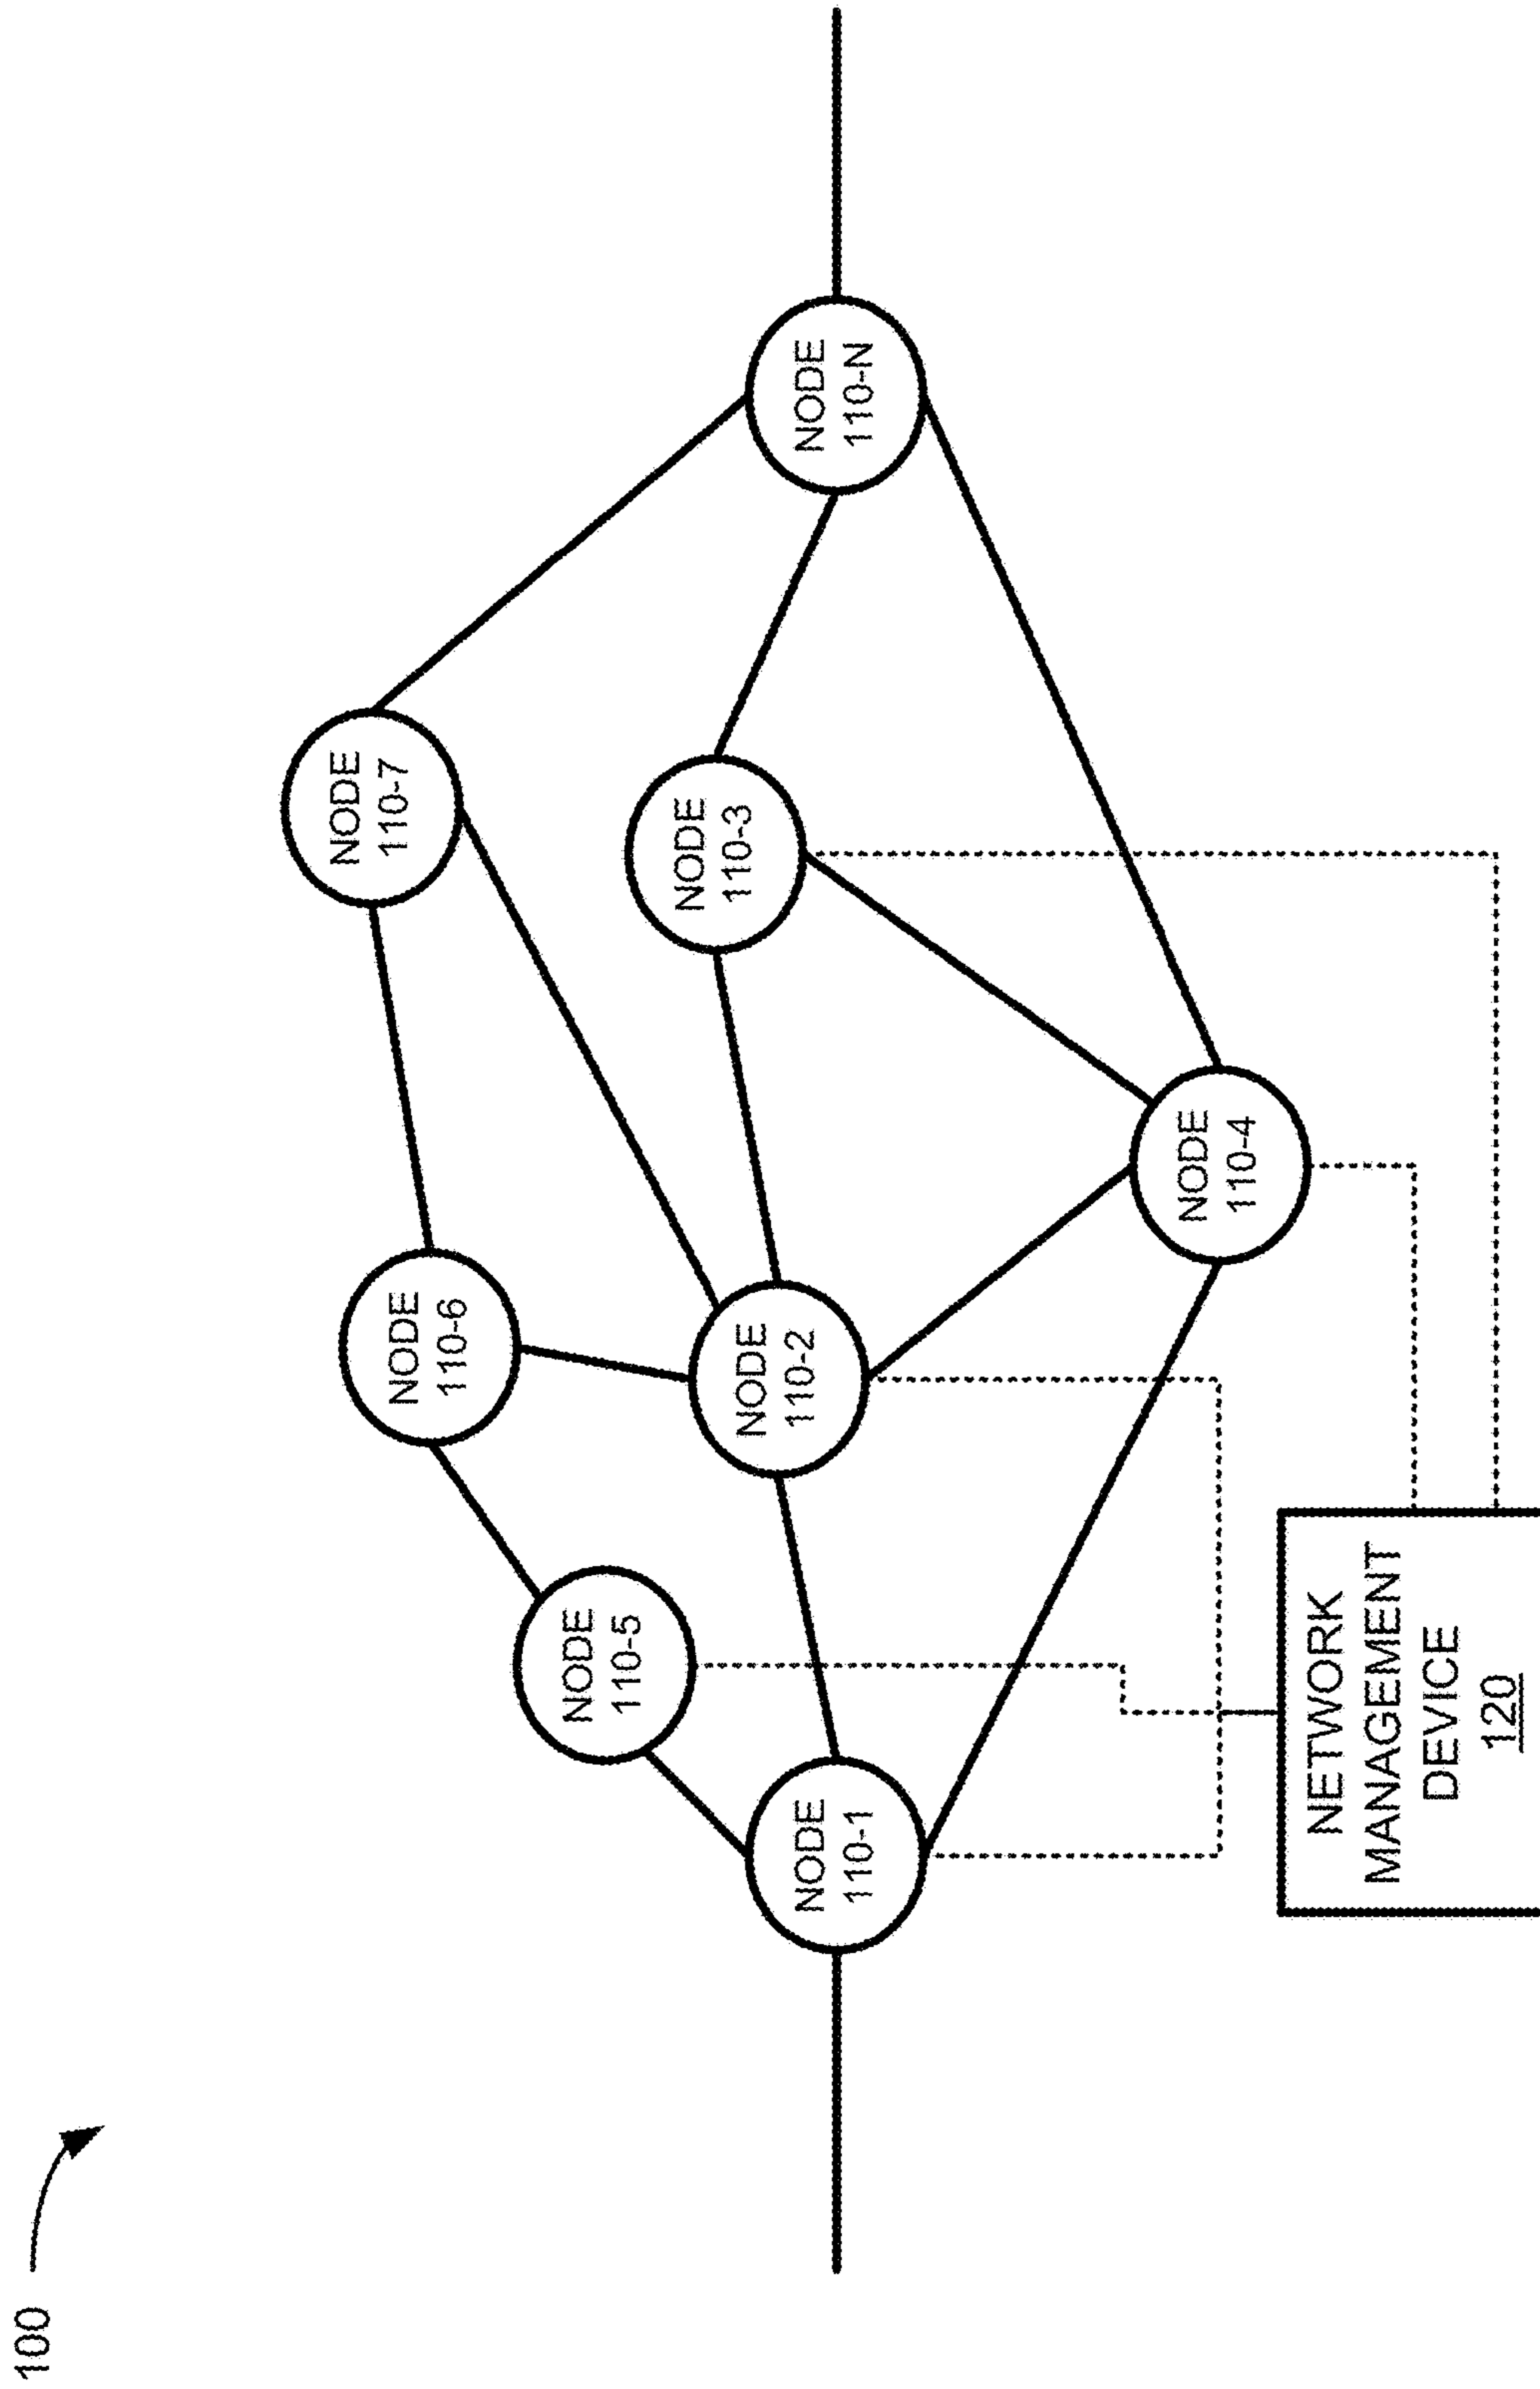 100
NODE
110-7
NODE
110-6
NODE
110-5
NODE
110-3
NODE
110-2
NODE
110-1
NODE
110-N
NODE
110-4
NETWORK
MANAGEMENT
DEVICE
120